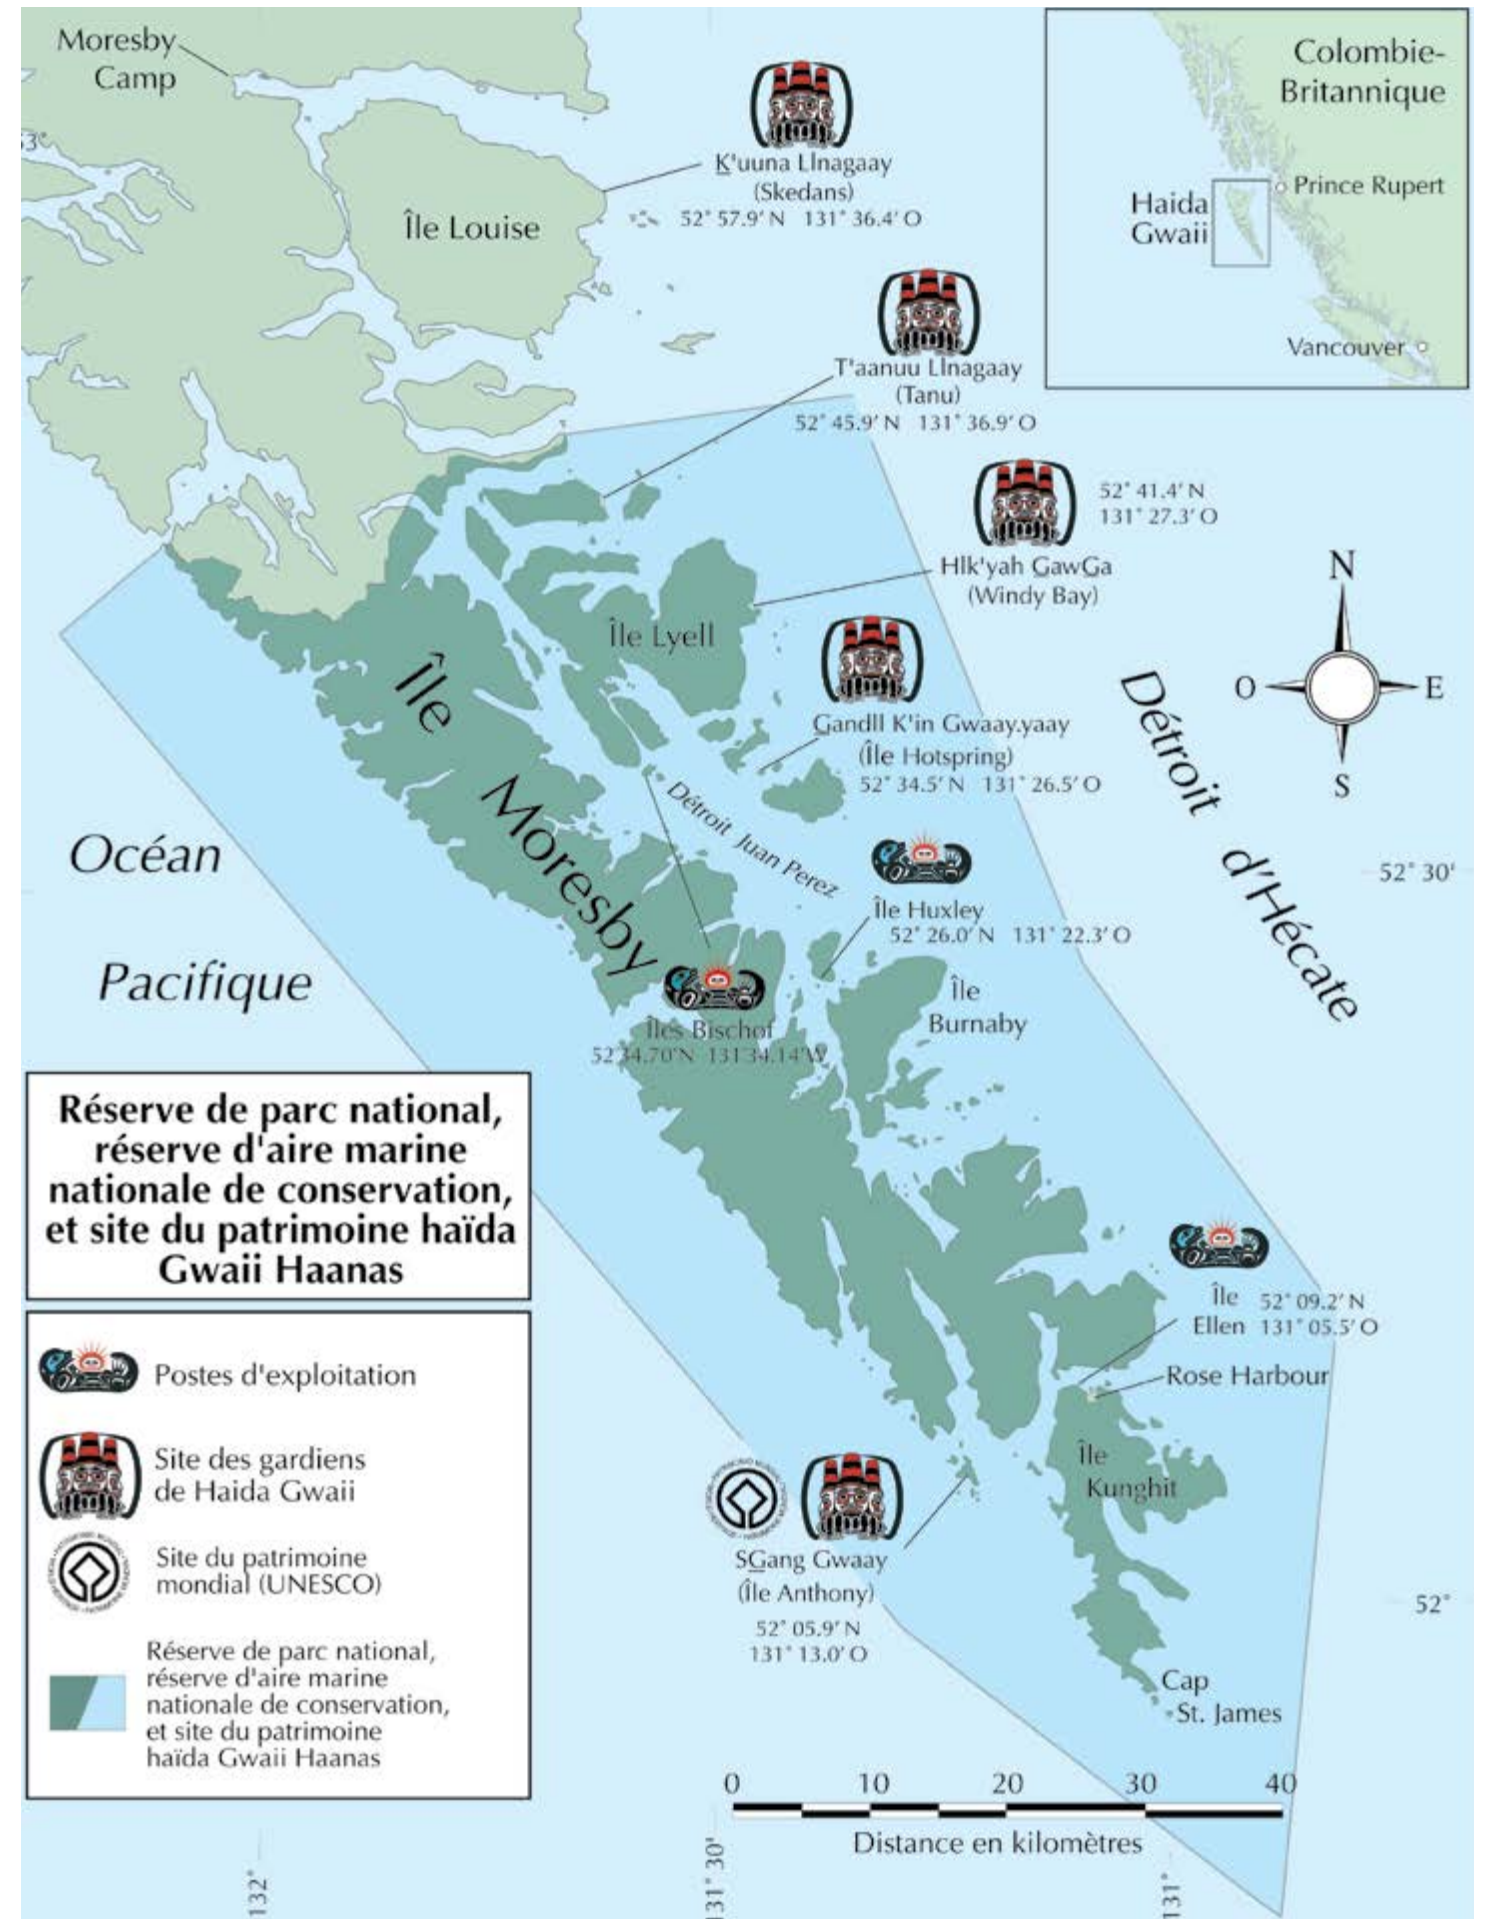 Moresby
Camp
K'uuna Llnagaay
(Skedans)
52° 57.9' N 131° 36.4' O
Île Louise
Colombie-
Britannique
Prince Rupert
Haida
Gwaii
Vancouver
T'aanuu Llnagaay
(Tanu)
52° 45.9' N 131° 36.9' O
52° 41.4' N
131° 27.3' O
Hlk'yah GawGa
(Windy Bay)
Île Lyell
Gandll K'in Gwaay.yaay
(Île Hotspring)
52° 34.5' N 131° 26.5' O
N
O
E
S
Île
Moresby
Détroit Juan Perez
Détroit d'Hécate
Océan
Pacifique
52° 30'
Île Huxley
52° 26.0' N 131° 22.3' O
Île
Burnaby
Îles Bischof
52 34.70'N 131 34.14'W
Réserve de parc national,
réserve d'aire marine
nationale de conservation,
et site du patrimoine haïda
Gwaii Haanas
Île 52° 09.2' N
Ellen 131° 05.5' O
Rose Harbour
Île
Kunghit
Postes d'exploitation
Site des gardiens
de Haida Gwaii
Site du patrimoine
mondial (UNESCO)
Réserve de parc national,
réserve d'aire marine
nationale de conservation,
et site du patrimoine
haïda Gwaii Haanas
SGang Gwaay
(Île Anthony)
52° 05.9' N
131° 13.0' O
52°
Cap
St. James
0 10 20 30 40
Distance en kilomètres
132°
131° 30'
131°